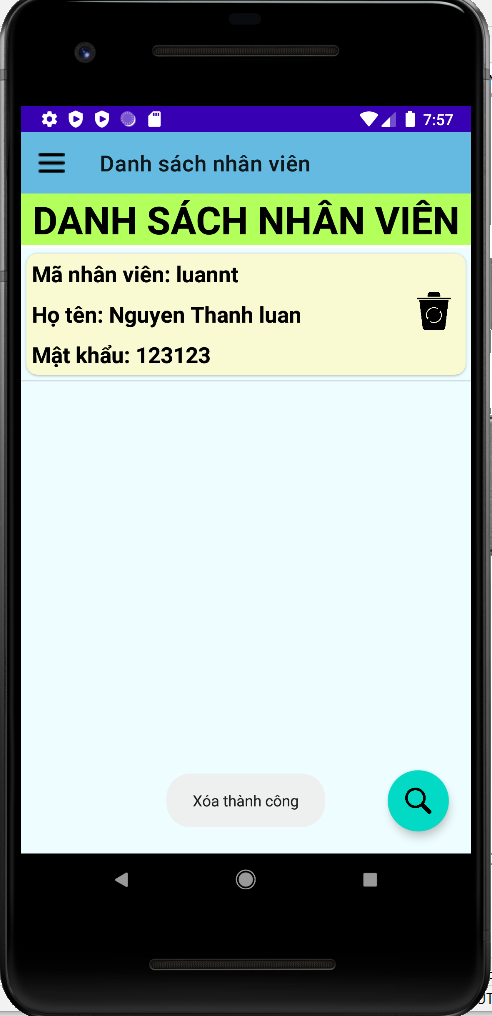 7:57
Danh sách nhân viên
DANH SÁCH NHÂN VIÊN
Mã nhân viên: luannt
Họ tên: Nguyen Thanh luan
Mật khẩu: 123123
Xóa thành công